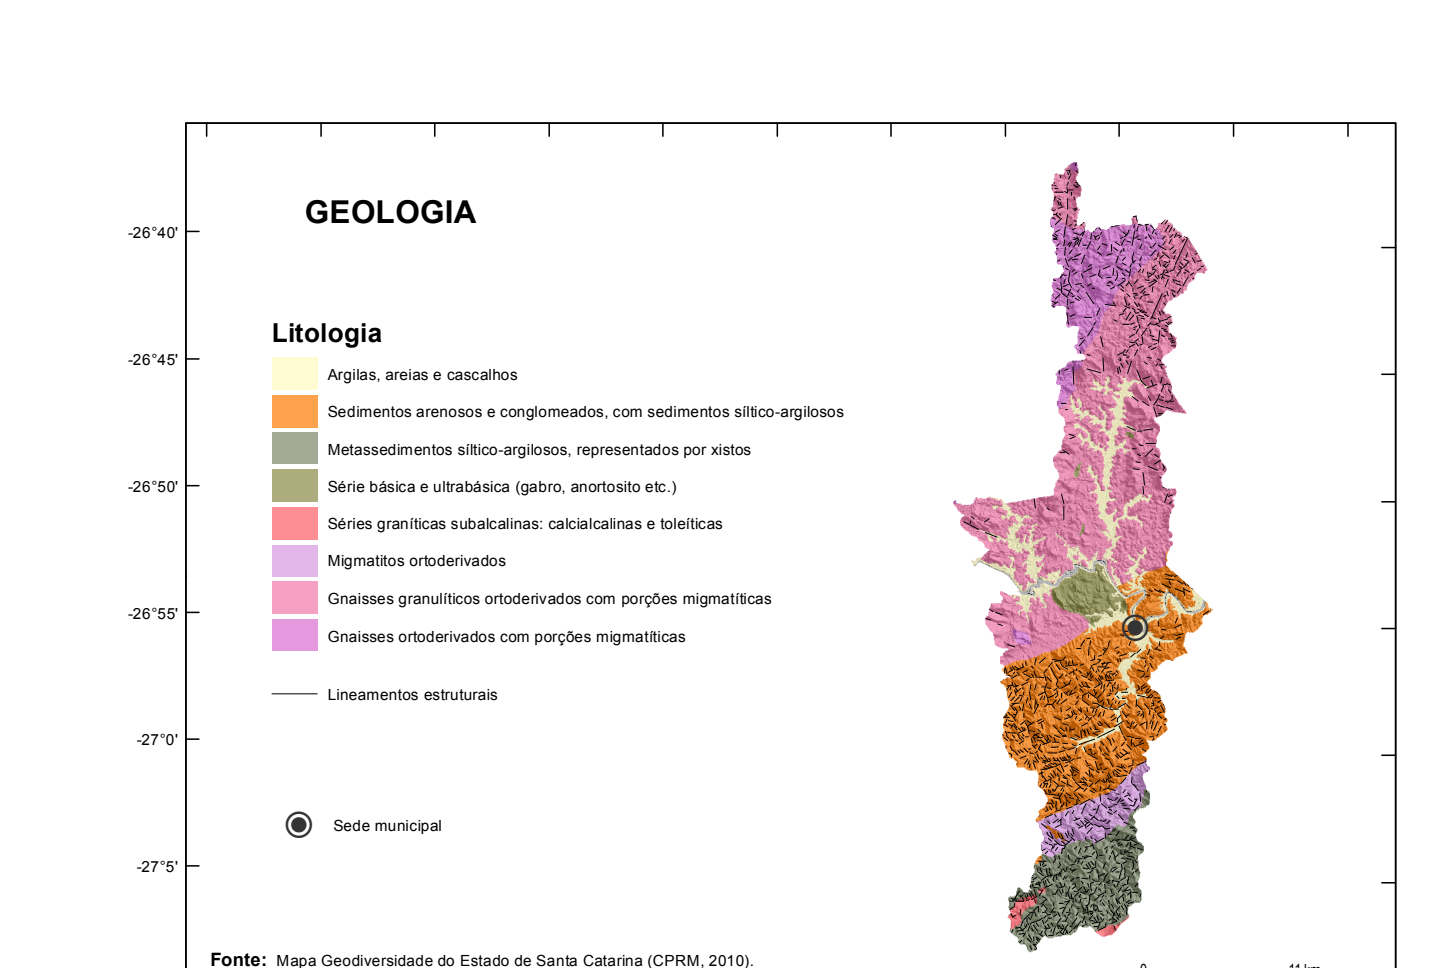 GEOLOGIA
-26°40'
Litologia
-26°45'
Argilas, areias e cascalhos
Sedimentos arenosos e conglomeados, com sedimentos síltico-argilosos
Metassedimentos síltico-argilosos, representados por xistos
-26°50'
Série básica e ultrabásica (gabro, anortosito etc.)
Séries graníticas subalcalinas: calcialcalinas e toleíticas
Migmatitos ortoderivados
Gnaisses granulíticos ortoderivados com porções migmatíticas
-26°55'
Gnaisses ortoderivados com porções migmatíticas
Lineamentos estruturais
-27°0'
Sede municipal
-27°5'
Fonte: Mapa Geodiversidade do Estado de Santa Catarina (CPRM, 2010).
0 11 km